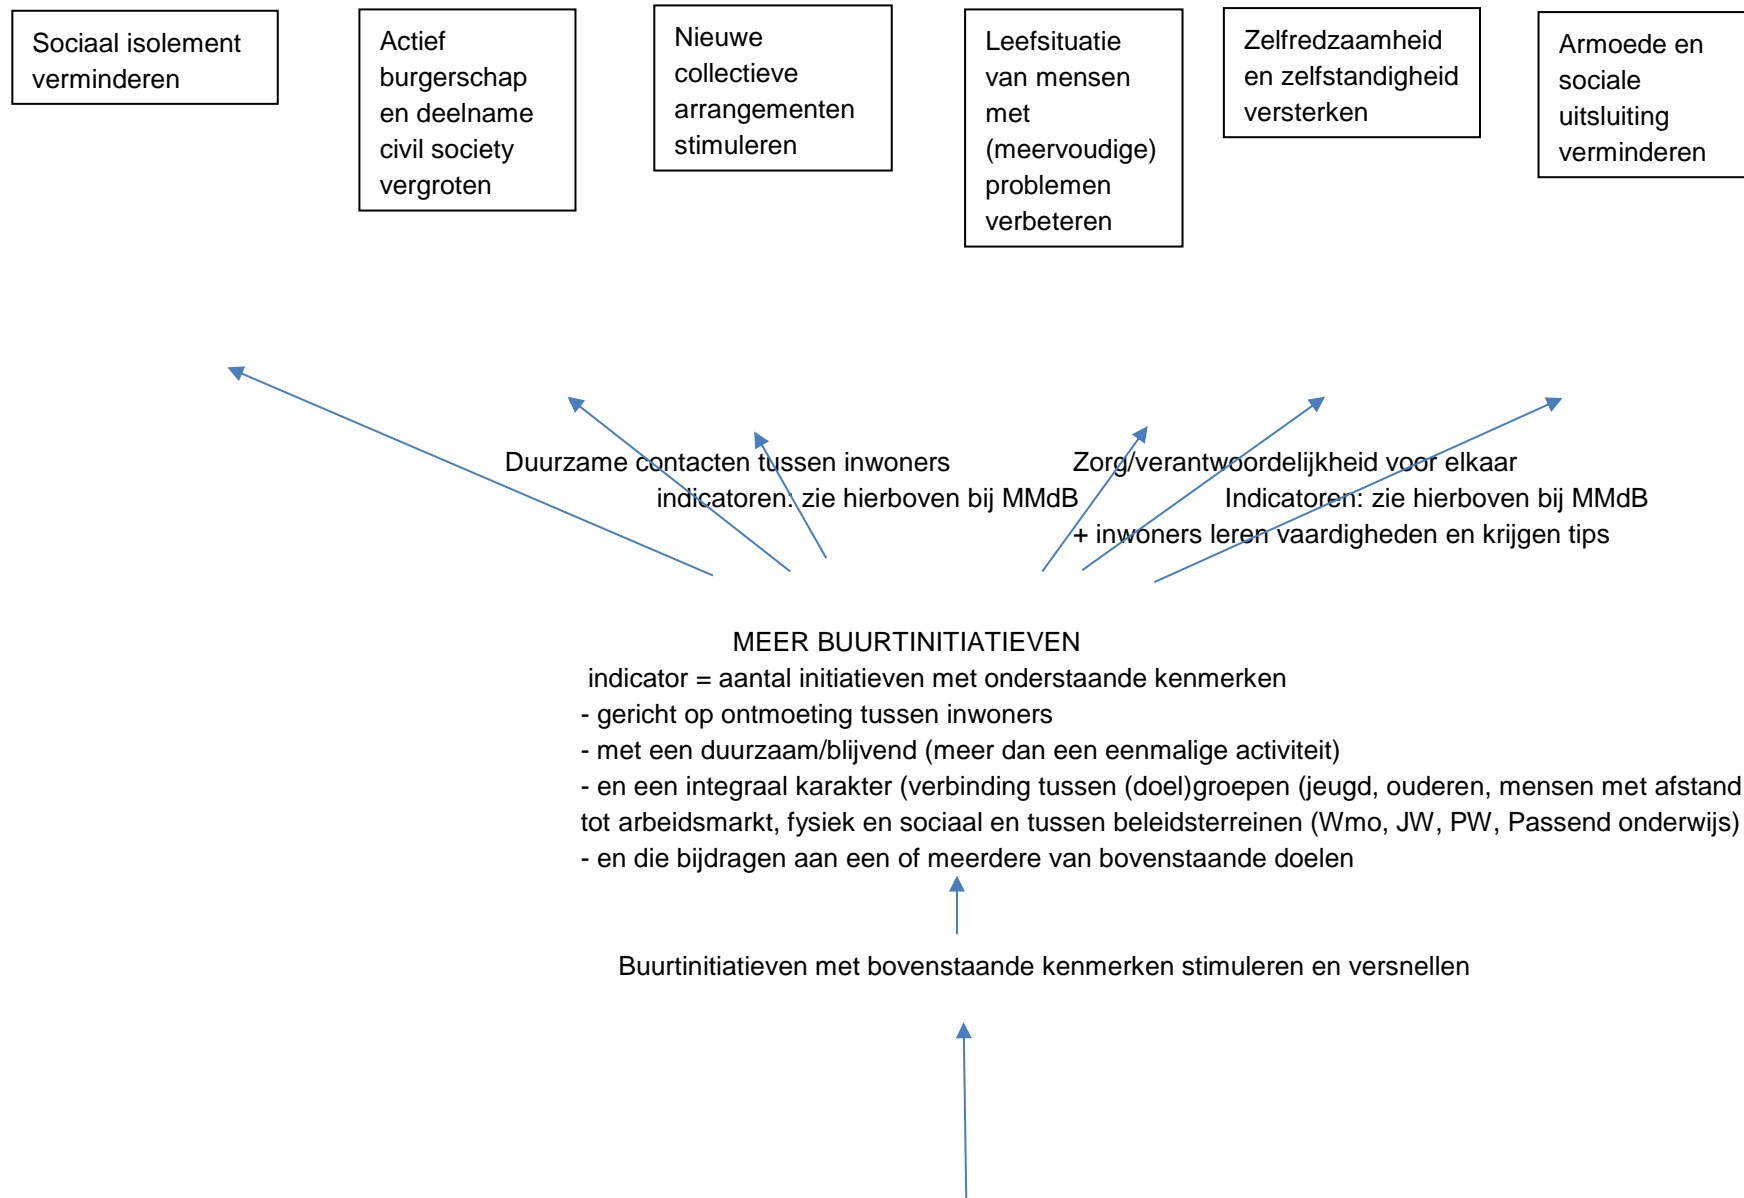 Sociaal isolement
verminderen
Actief
burgerschap
en deelname
civil society
vergroten
Nieuwe
collectieve
arrangementen
stimuleren
Leefsituatie
van mensen
met
(meervoudige)
problemen
verbeteren
Zelfredzaamheid
en zelfstandigheid
versterken
Armoede en
sociale
uitsluiting
verminderen
Duurzame contacten tussen inwoners
indicatoren: zie hierboven bij MMdB
Zorg/verantwoordelijkheid voor elkaar
Indicatoren: zie hierboven bij MMdB
+ inwoners leren vaardigheden en krijgen tips
MEER BUURTINITIATIEVEN
indicator = aantal initiatieven met onderstaande kenmerken
- gericht op ontmoeting tussen inwoners
- met een duurzaam/blijvend (meer dan een eenmalige activiteit)
- en een integraal karakter (verbinding tussen (doel)groepen (jeugd, ouderen, mensen met afstand
tot arbeidsmarkt, fysiek en sociaal en tussen beleidsterreinen (Wmo, JW, PW, Passend onderwijs)
- en die bijdragen aan een of meerdere van bovenstaande doelen
Buurtinitiatieven met bovenstaande kenmerken stimuleren en versnellen